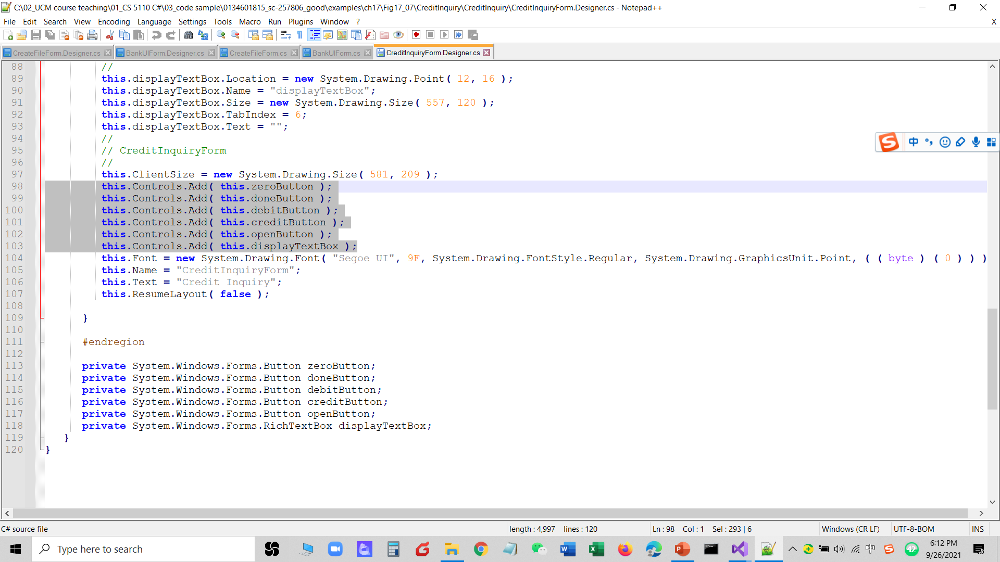 C:\02_UCM course teaching\01_CS 5110 C#\03_code sample\0134601815_sc-257806_good\examples\ch17\Fig17_07\CreditInquiry\CreditInquiry\CreditInquiryForm.Designer.cs - Notepad++
File Edit Search View Encoding Language Settings Tools Macro Run Plugins Window ? X
CreateFileForm.Designer.cs BankUIForm.Designer.cs CreateFileForm.cs BankUIForm.cs CreditInquiryForm.Designer.cs
88 //
89 this.displayTextBox.Location = new System.Drawing.Point( 12, 16 );
90 this.displayTextBox.Name = "displayTextBox";
91 this.displayTextBox.Size = new System.Drawing.Size( 557, 120 );
92 this.displayTextBox.TabIndex = 6;
93 this.displayTextBox.Text = "";
94 //
95 // CreditInquiryForm
96 //
97 this.ClientSize = new System.Drawing.Size( 581, 209 );
98 this.Controls.Add( this.zeroButton );
99 this.Controls.Add( this.doneButton );
100 this.Controls.Add( this.debitButton );
101 this.Controls.Add( this.creditButton );
102 this.Controls.Add( this.openButton );
103 this.Controls.Add( this.displayTextBox );
104 this.Font = new System.Drawing.Font( "Segoe UI", 9F, System.Drawing.FontStyle.Regular, System.Drawing.GraphicsUnit.Point, ( ( byte ) ( 0 ) ) )
105 this.Name = "CreditInquiryForm";
106 this.Text = "Credit Inquiry";
107 this.ResumeLayout( false );
108
109 }
110
111 #endregion
112
113 private System.Windows.Forms.Button zeroButton;
114 private System.Windows.Forms.Button doneButton;
115 private System.Windows.Forms.Button debitButton;
116 private System.Windows.Forms.Button creditButton;
117 private System.Windows.Forms.Button openButton;
118 private System.Windows.Forms.RichTextBox displayTextBox;
119 }
120 }
S 中
C# source file length : 4,997 lines : 120 Ln : 98 Col : 1 Sel : 293 | 6 Windows (CR LF) UTF-8-BOM INS
Type here to search
中 S 42
6:12 PM
9/26/2021